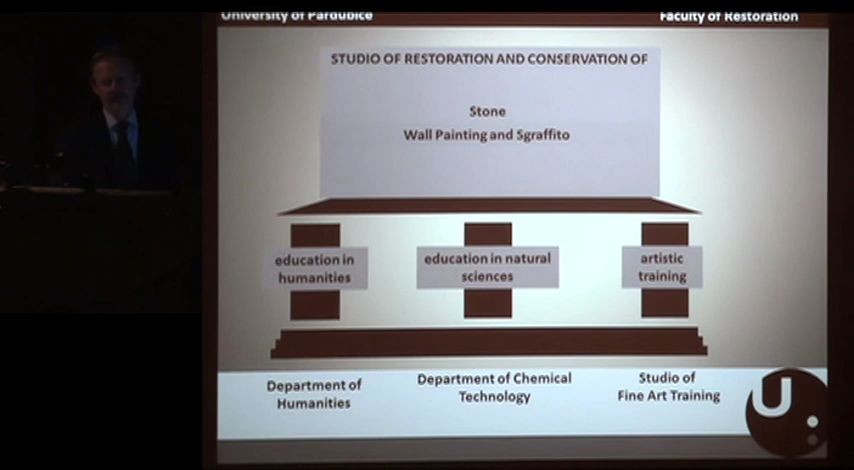 University of Pardubice
Faculty of Restoration
STUDIO OF RESTORATION AND CONSERVATION OF
Stone
Wall Painting and Sgraffito
education in
humanities
education in natural
sciences
artistic
training
Department of
Humanities
Department of Chemical
Technology
Studio of
Fine Art Training
U